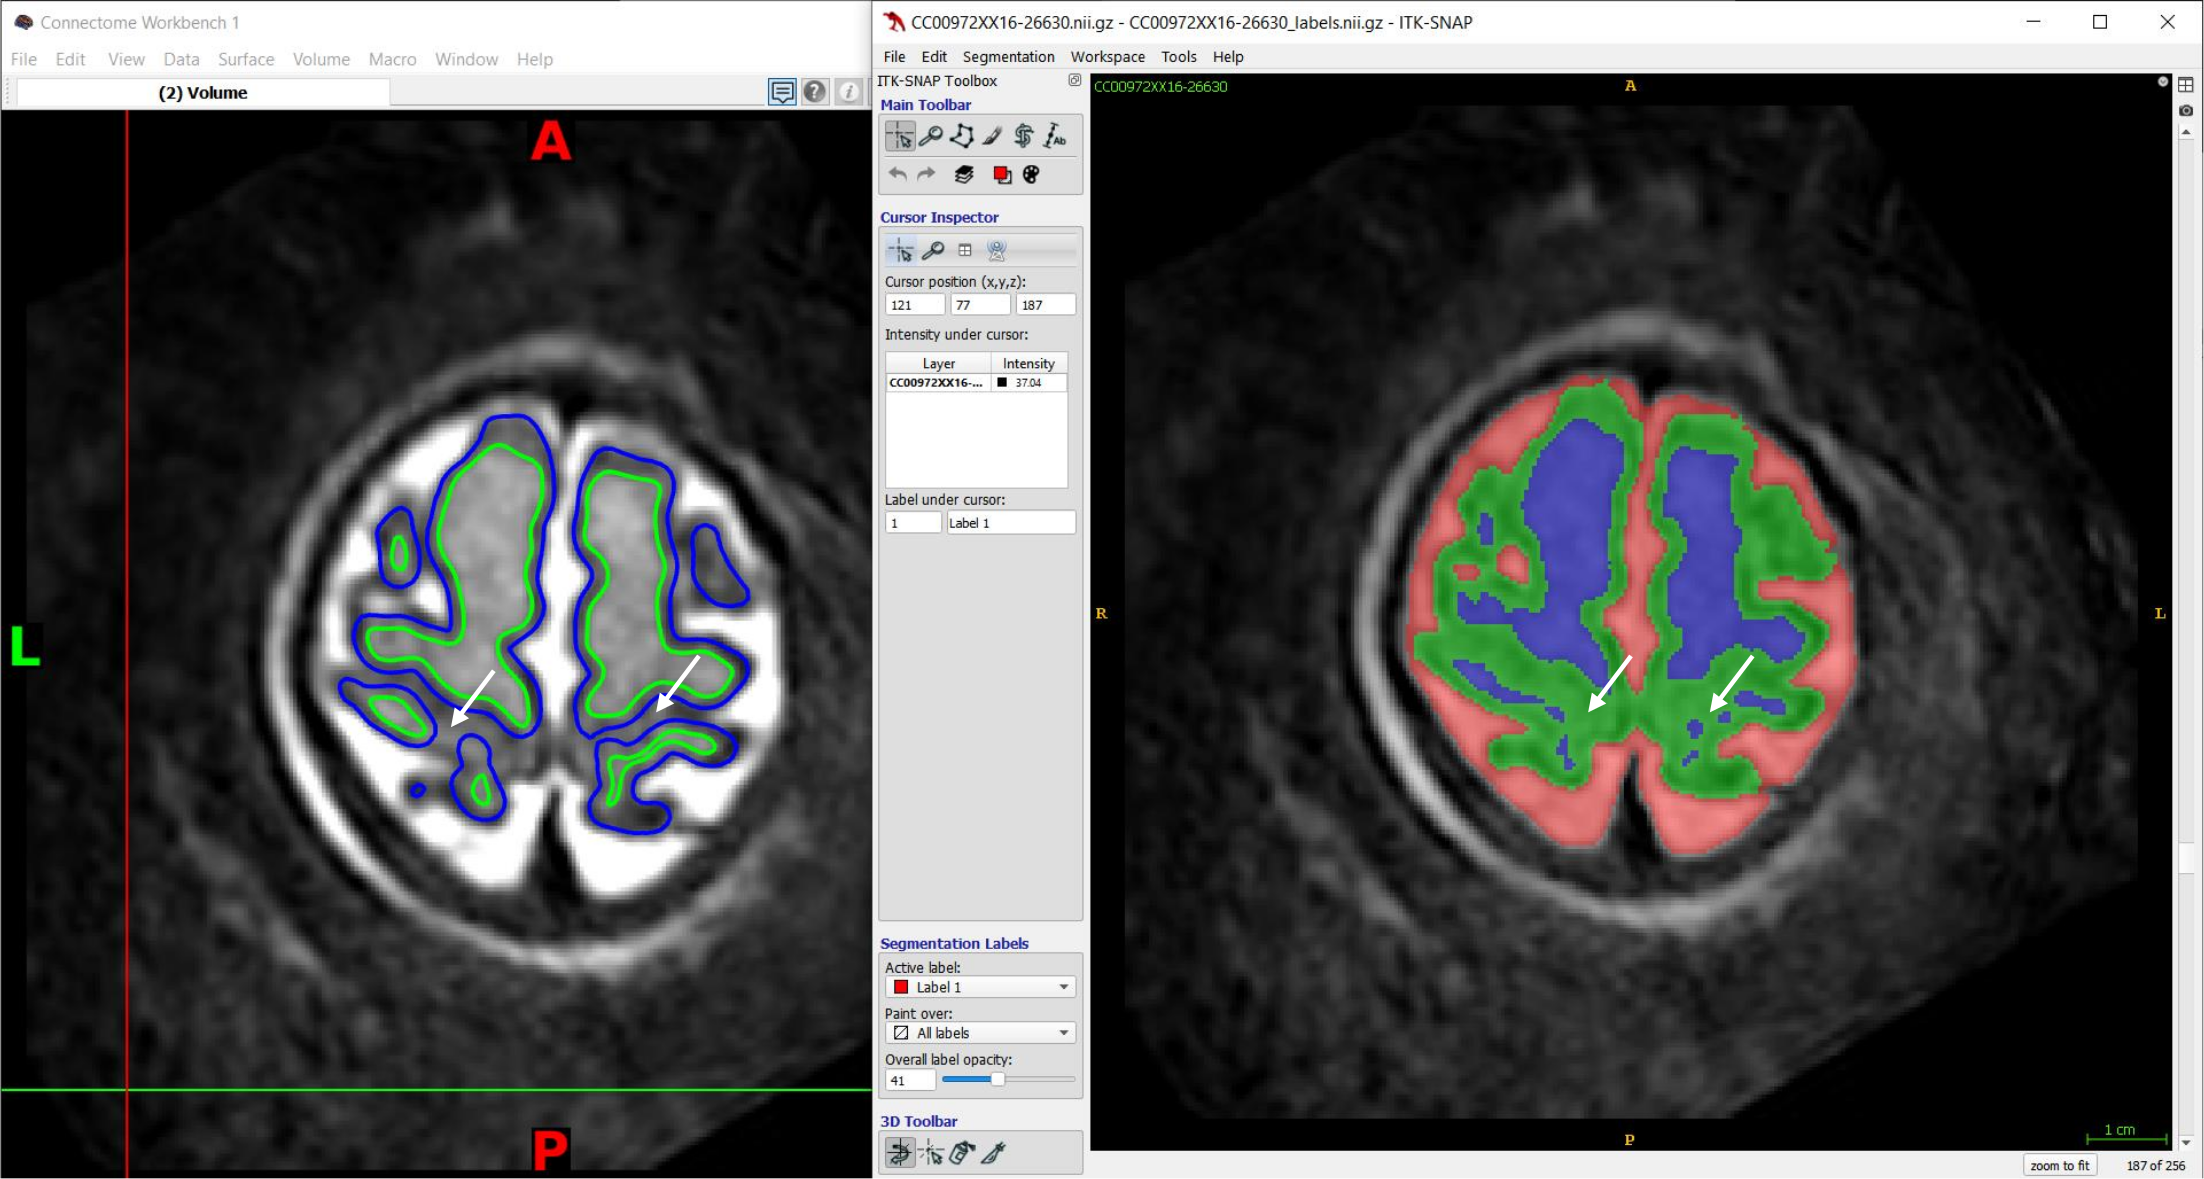 Connectome Workbench 1
File Edit View Data Surface Volume Macro Window Help
(2) Volume
A
L
P
CC00972XX16-26630.nii.gz - CC00972XX16-26630_labels.nii.gz - ITK-SNAP
File Edit Segmentation Workspace Tools Help
ITK-SNAP Toolbox
Main Toolbar
Ab
Cursor Inspector
Cursor position (x,y,z):
121 77 187
Intensity under cursor:
Layer Intensity
CC00972XX16-... 37.04
Label under cursor:
1 Label 1
Segmentation Labels
Active label:
Label 1
Paint over:
All labels
Overall label opacity:
41
3D Toolbar
CC00972XX16-26630
A
R
L
P
1 cm
zoom to fit 187 of 256